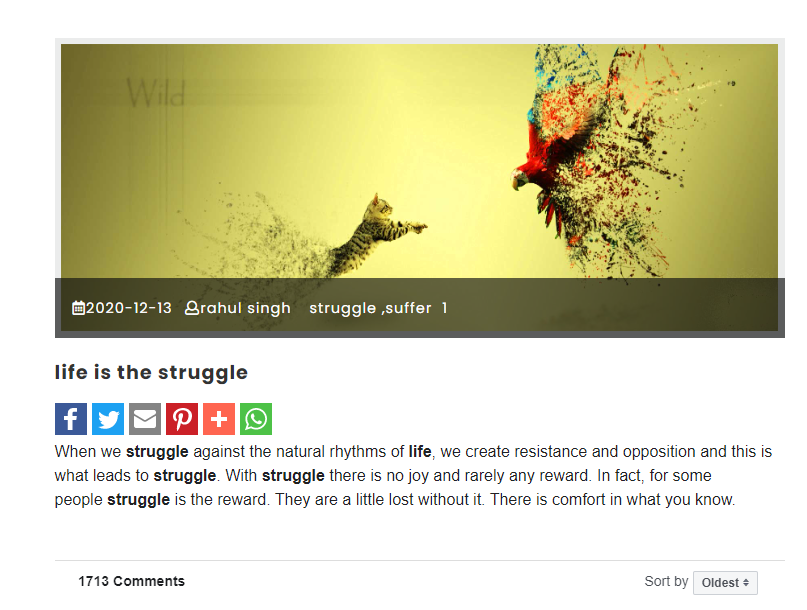 Wild
2020-12-13 rahul singh struggle ,suffer 1
life is the struggle
When we struggle against the natural rhythms of life, we create resistance and opposition and this is
what leads to struggle. With struggle there is no joy and rarely any reward. In fact, for some
people struggle is the reward. They are a little lost without it. There is comfort in what you know.
1713 Comments
Sort by Oldest